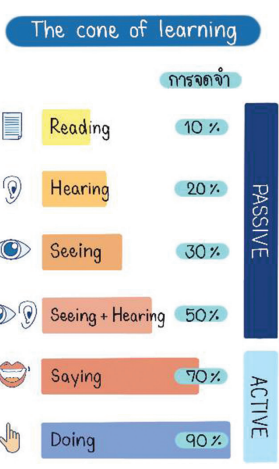 The cone of learning
การจดจำ
Reading 10 %
Hearing 20 %
Seeing 30 %
Seeing + Hearing 50 %
Saying 70 %
Doing 90 %
PASSIVE
ACTIVE